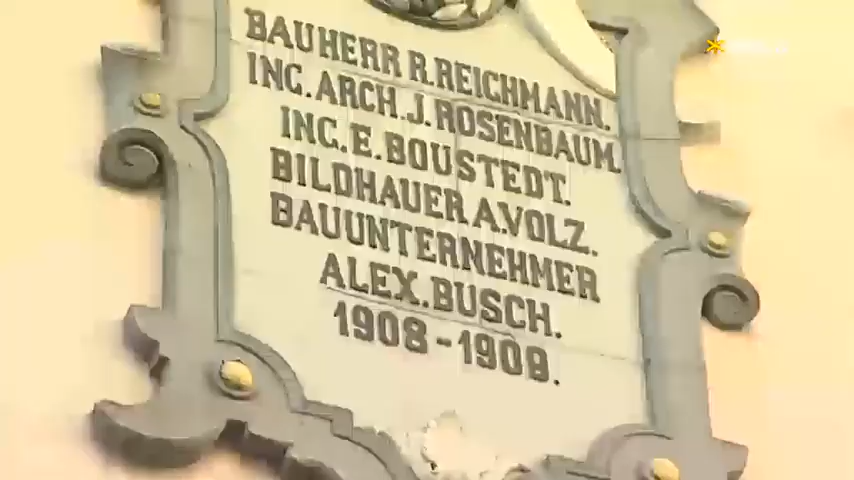 BAUHERR R.REICHMANN.
INC.ARCH.J.ROSENBAUM.
INC.E.BOUSTEDT.
BILDHAUER A.VOLZ.
BAUUNTERNEHMER
ALEX.BUSCH.
1908-1909.